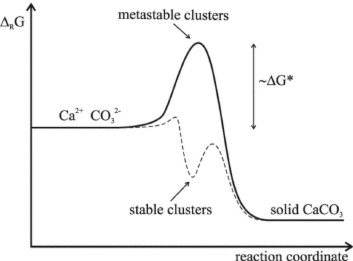 Δ_RG
metastable clusters
~ΔG*
Ca²⁺ CO₃²⁻
stable clusters
solid CaCO₃
reaction coordinate